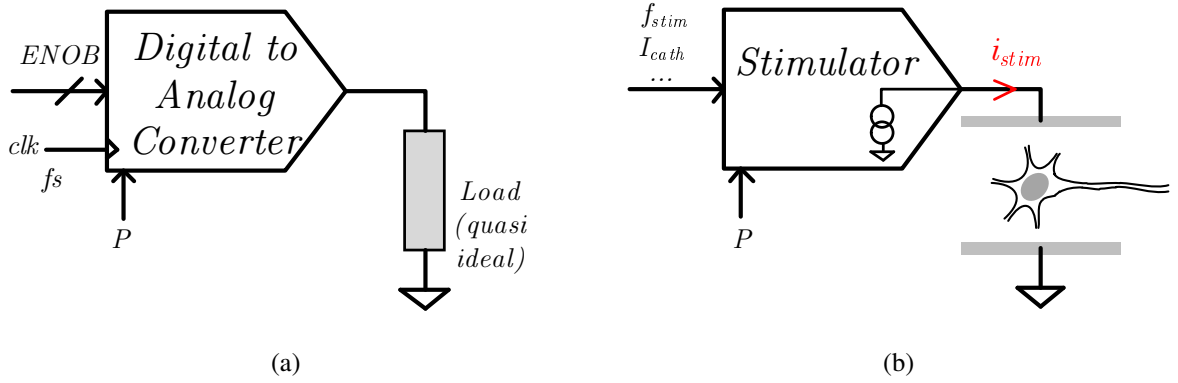 ENOB
clk
fs
Digital to
Analog
Converter
P
Load
(quasi
ideal)
(a)
f_stim
I_cath
...
Stimulator
i_stim
P
(b)